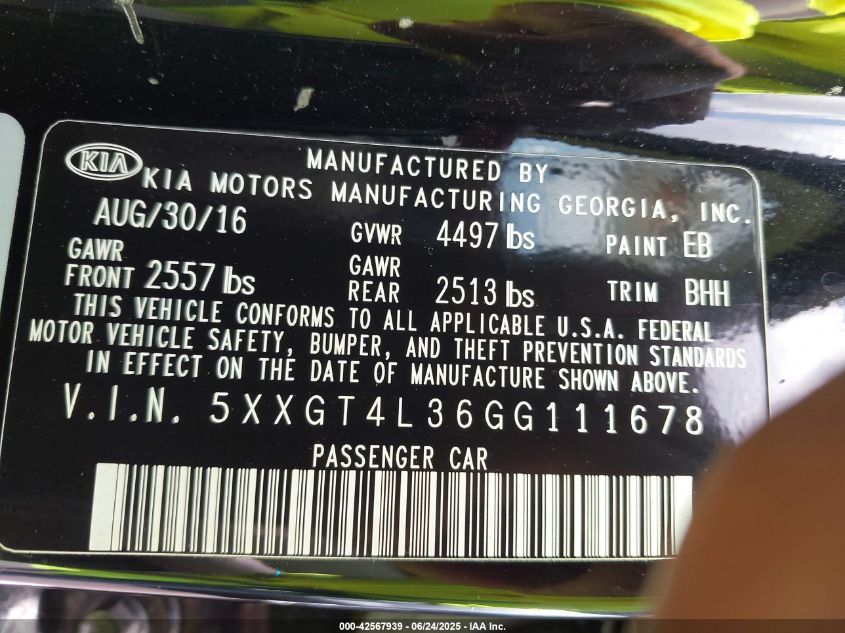 KIA
MANUFACTURED BY
KIA MOTORS MANUFACTURING GEORGIA, INC.
AUG/30/16 GVWR 4497 lbs PAINT EB
GAWR FRONT 2557 lbs GAWR REAR 2513 lbs TRIM BHH
THIS VEHICLE CONFORMS TO ALL APPLICABLE U.S.A. FEDERAL
MOTOR VEHICLE SAFETY, BUMPER, AND THEFT PREVENTION STANDARDS
IN EFFECT ON THE DATE OF MANUFACTURE SHOWN ABOVE.
V.I.N. 5XXGT4L36GG111678
PASSENGER CAR
000-42567939 - 06/24/2025 - IAA Inc.